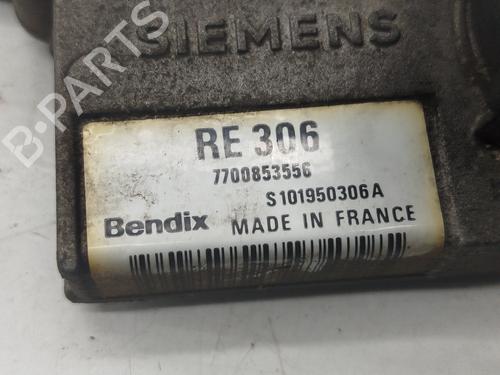 SIEMENS
RE 306
7700853556
S101950306A
Bendix MADE IN FRANCE
B-PARTS